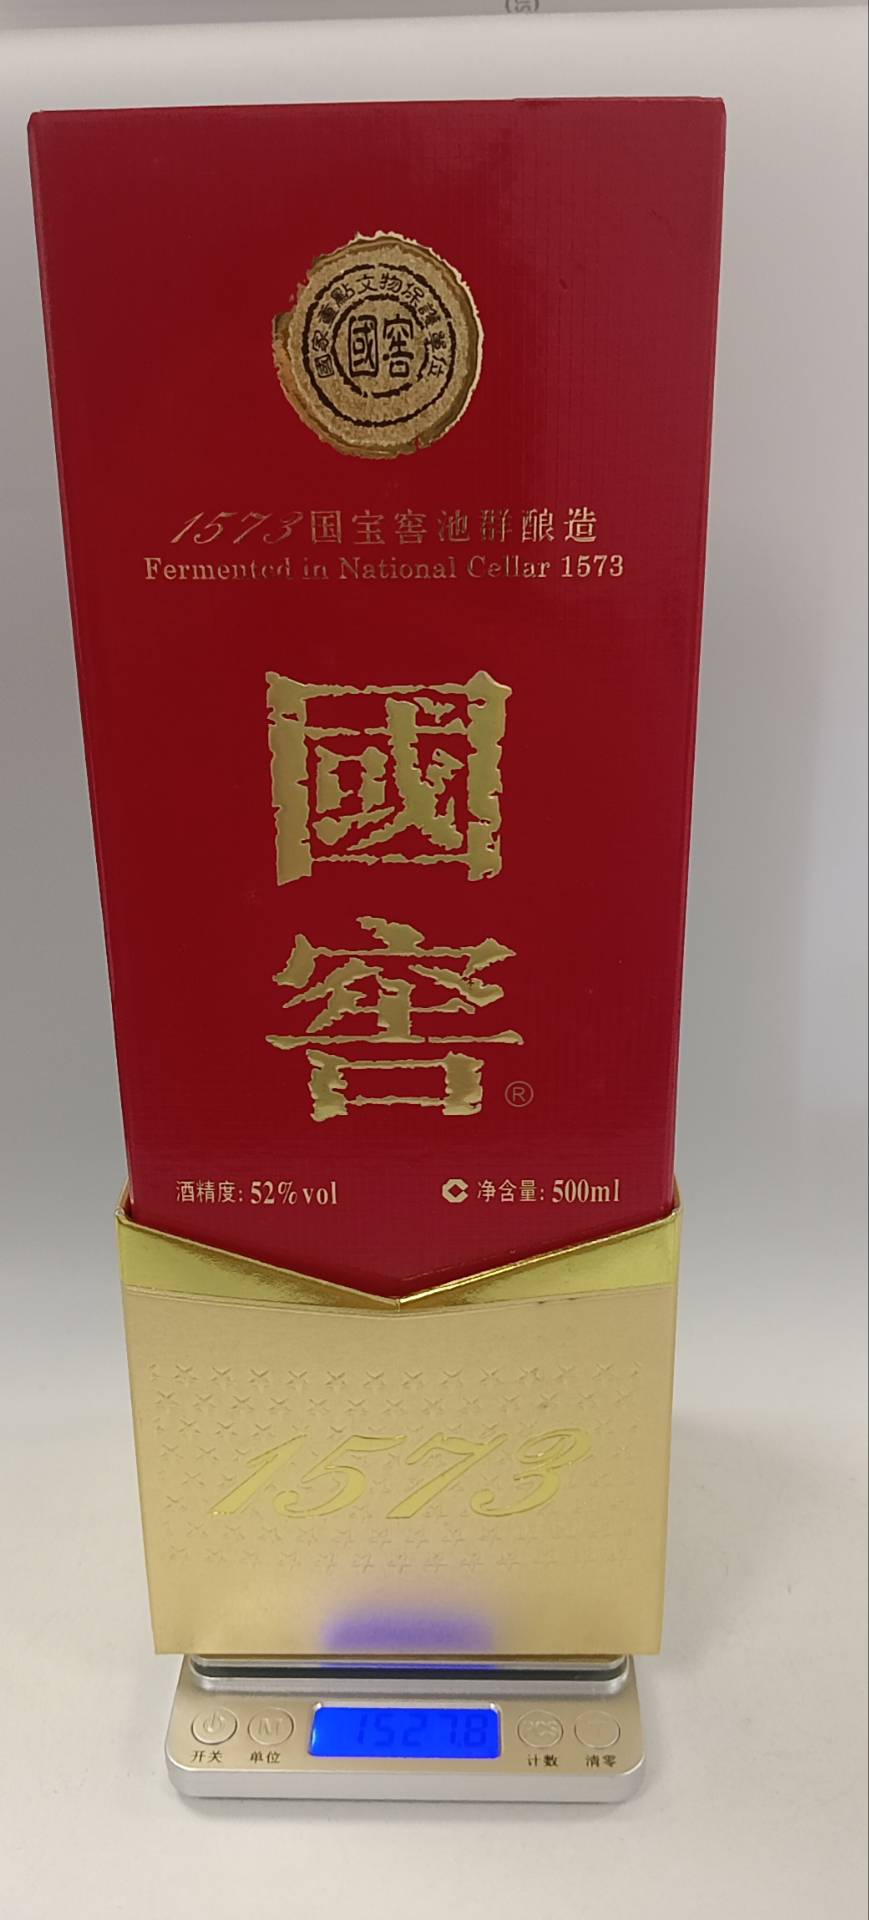 國家重點文物保護單位
國窖
1573国宝窖池群酿造
Fermented in National Cellar 1573
國
窖®
酒精度: 52%vol 净含量: 500ml
1573
1527.8
PCS
开关 单位 计数 清零